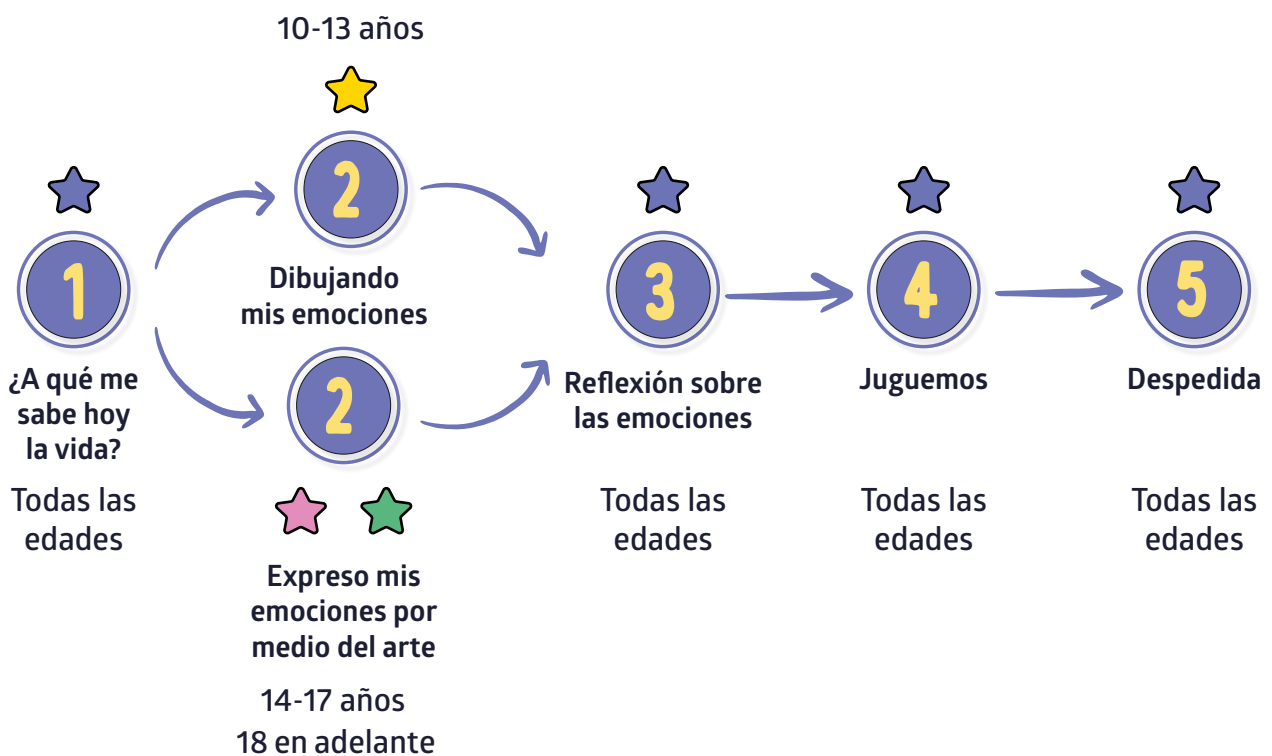 10-13 años
2
Dibujando
mis emociones
1
¿A qué me
sabe hoy
la vida?
Todas las
edades
2
Expreso mis
emociones por
medio del arte
14-17 años
18 en adelante
3
Reflexión sobre
las emociones
Todas las
edades
4
Juguemos
Todas las
edades
5
Despedida
Todas las
edades